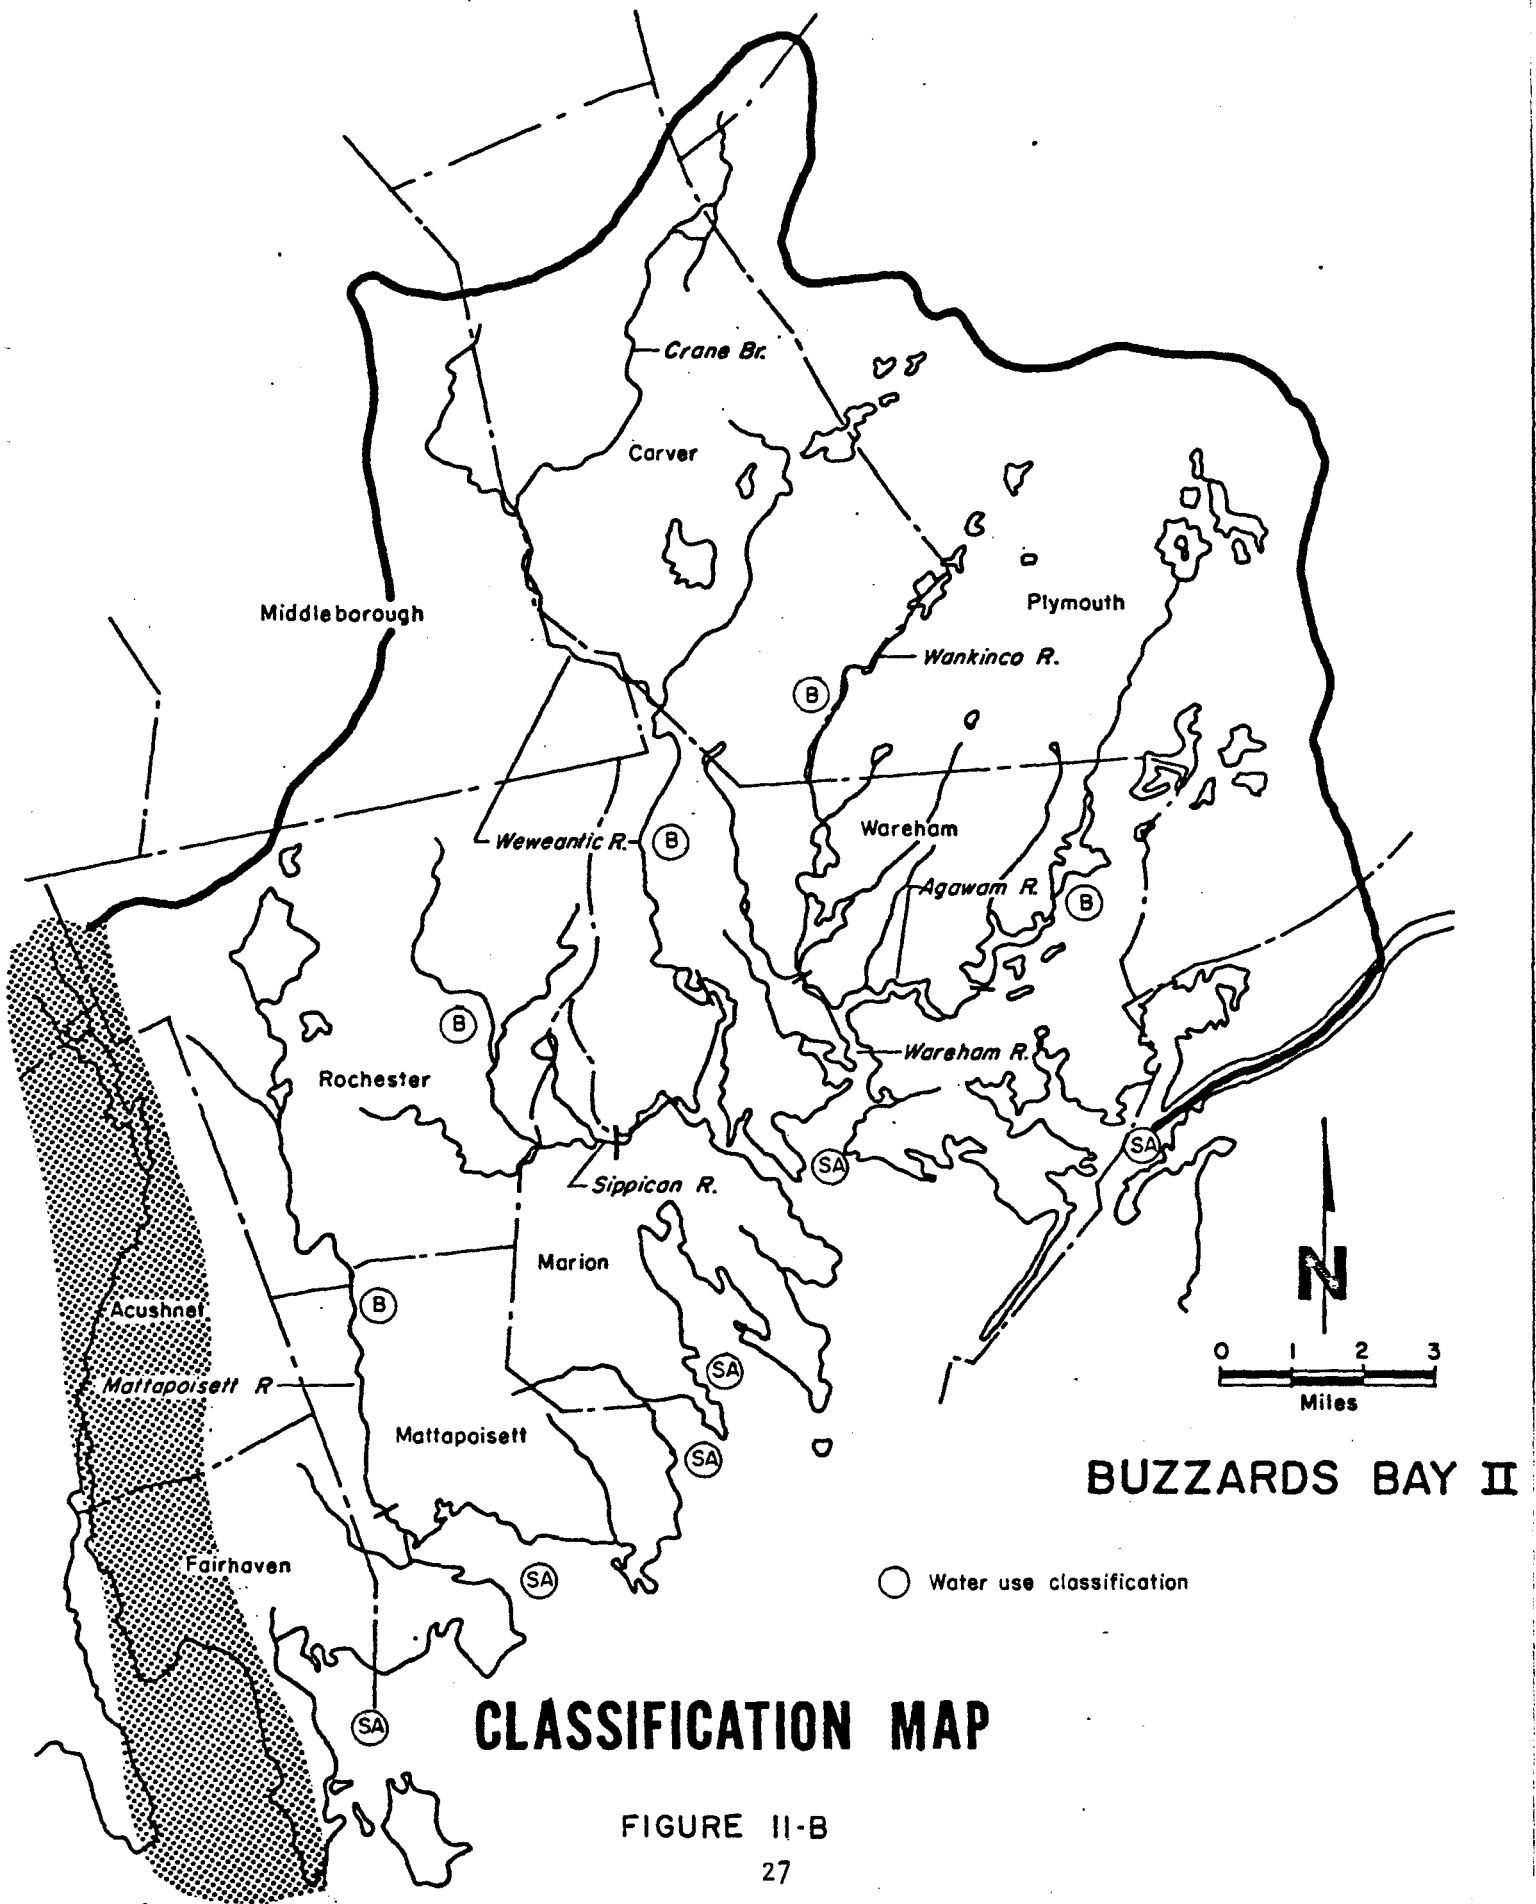 Crane Br.
Carver
Middleborough
Plymouth
Wankinco R.
B
Wareham
Weweantic R.
B
Agawam R.
B
B
Wareham R.
Rochester
SA
SA
Sippican R.
Marion
N
Acushnet
B
0 1 2 3
Miles
SA
Mattapoisett R
Mattapoisett
SA
BUZZARDS BAY II
Fairhaven
SA
Water use classification
SA
CLASSIFICATION MAP
FIGURE II-B
27